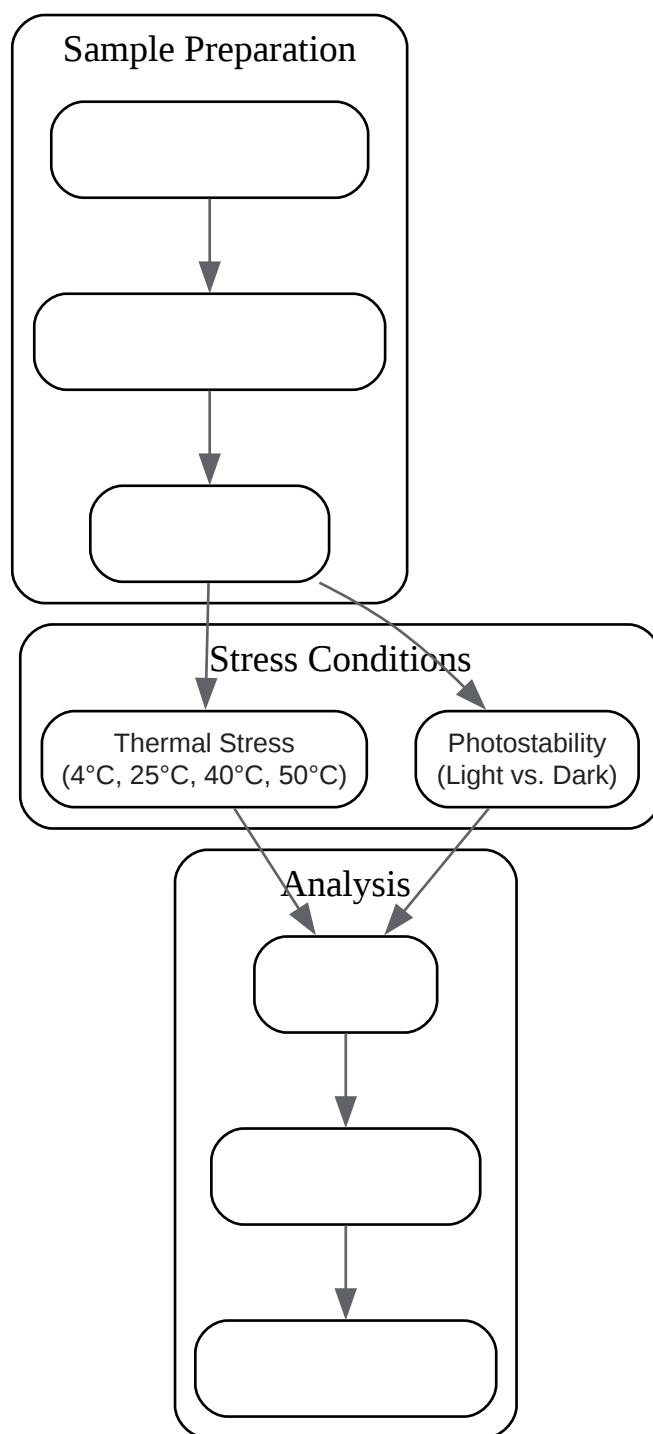 Sample Preparation
Stress Conditions
Thermal Stress
(4°C, 25°C, 40°C, 50°C)
Photostability
(Light vs. Dark)
Analysis